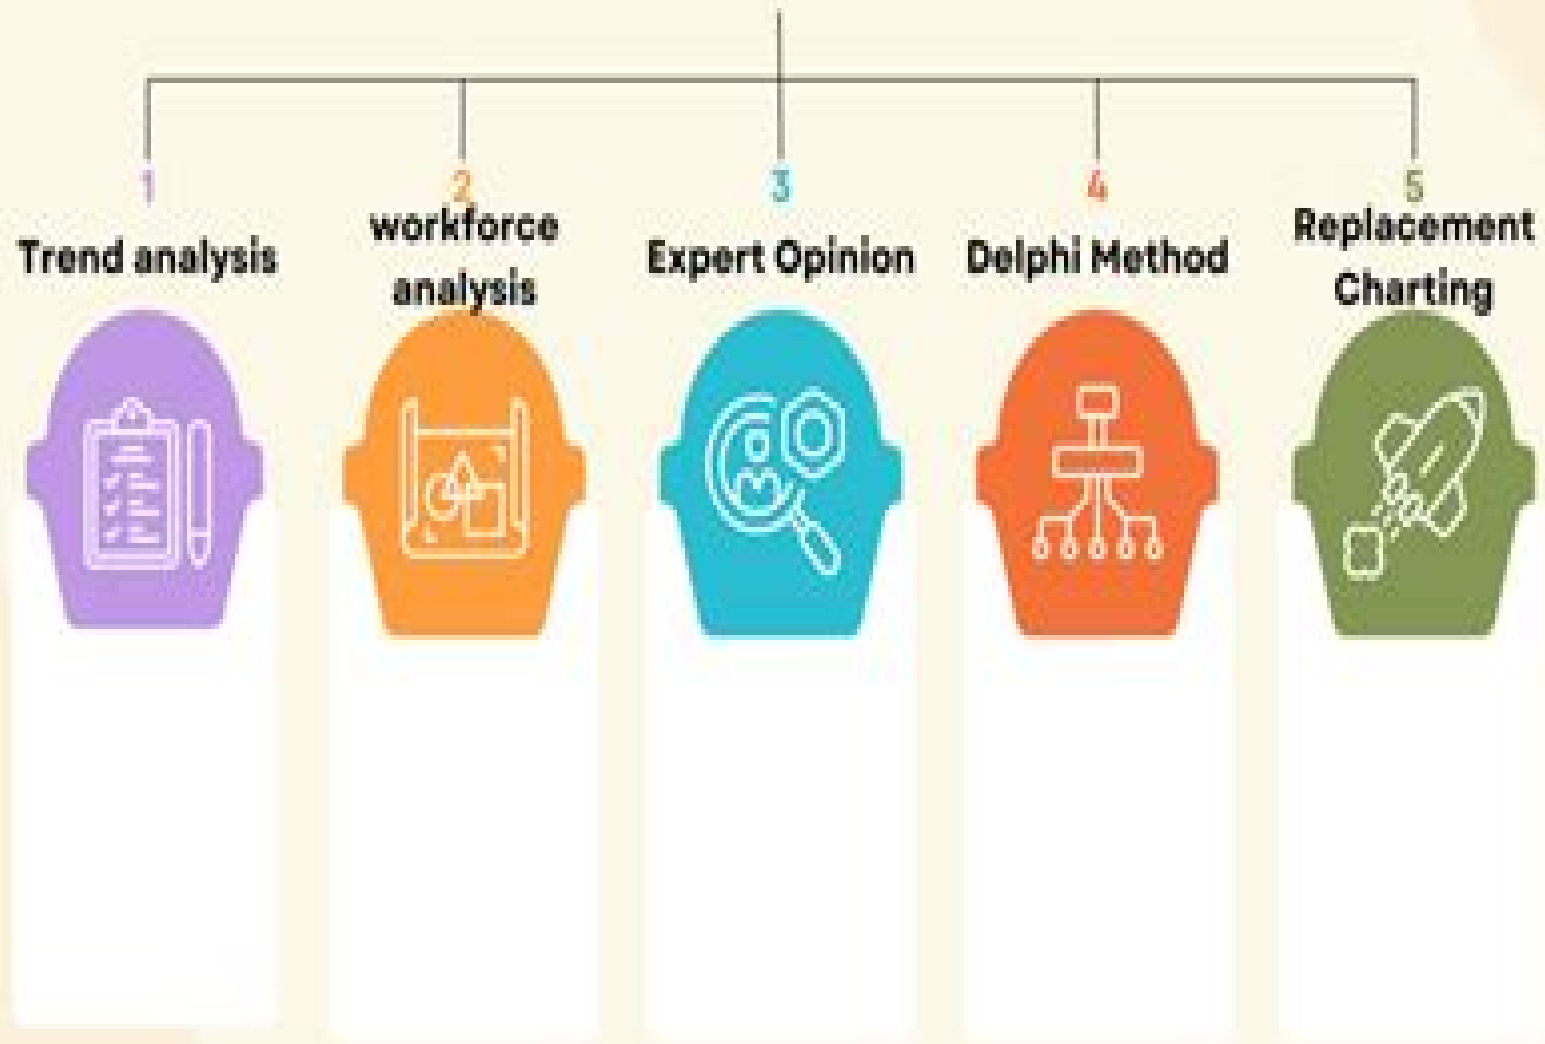 1
Trend analysis
2
workforce
analysis
3
Expert Opinion
4
Delphi Method
5
Replacement
Charting